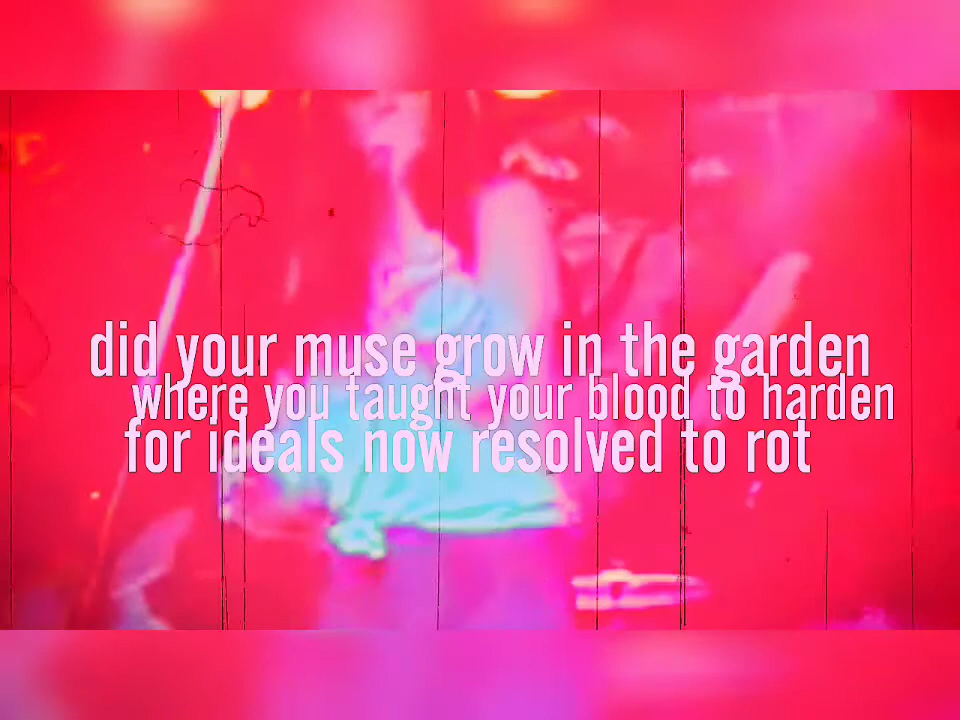 did your muse grow in the garden
where you taught your blood to harden
for ideals now resolved to rot